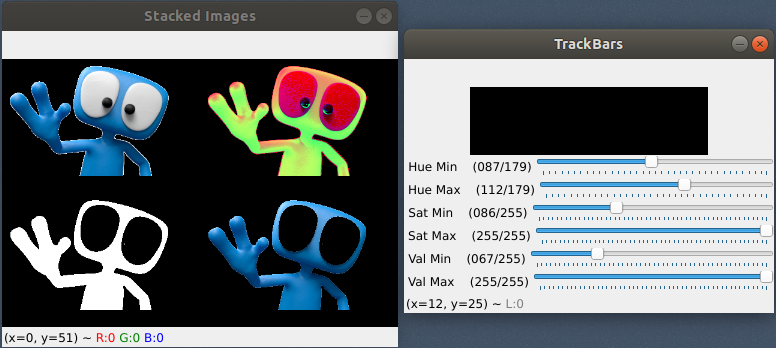 Stacked Images
(x=0, y=51) ~ R:0 G:0 B:0
TrackBars
Hue Min (087/179)
Hue Max (112/179)
Sat Min (086/255)
Sat Max (255/255)
Val Min (067/255)
Val Max (255/255)
(x=12, y=25) ~ L:0